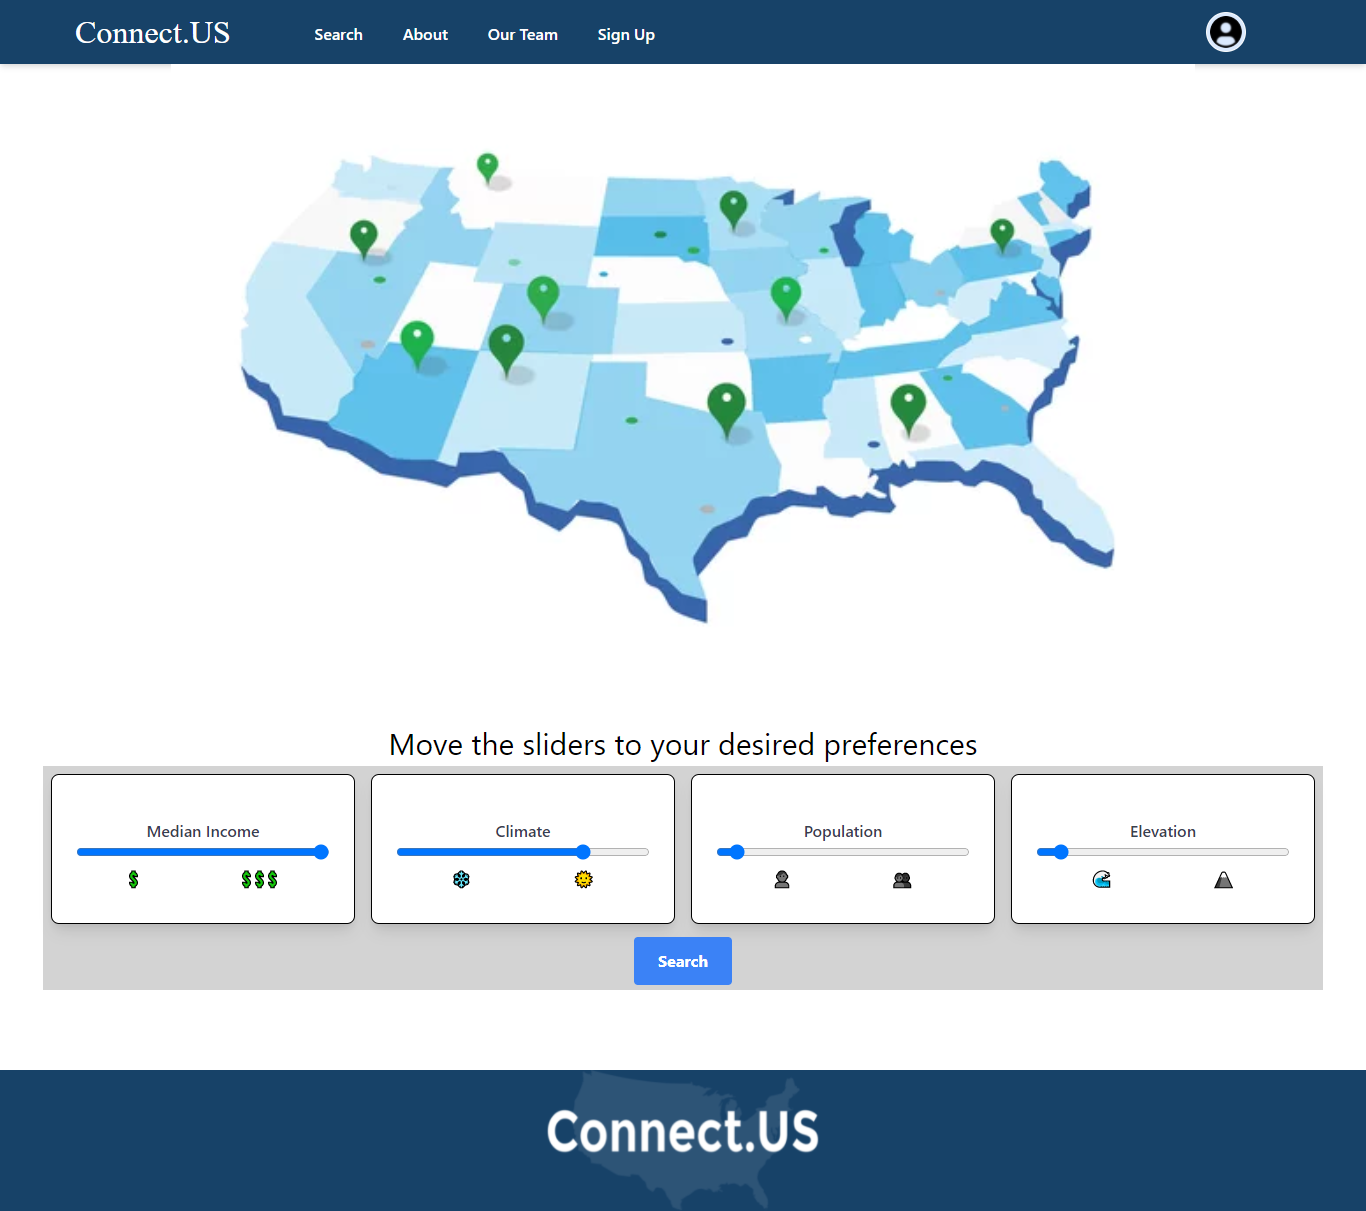 Connect.US
Search
About
Our Team
Sign Up
Move the sliders to your desired preferences
Median Income
Climate
Population
Elevation
Search
Connect.US